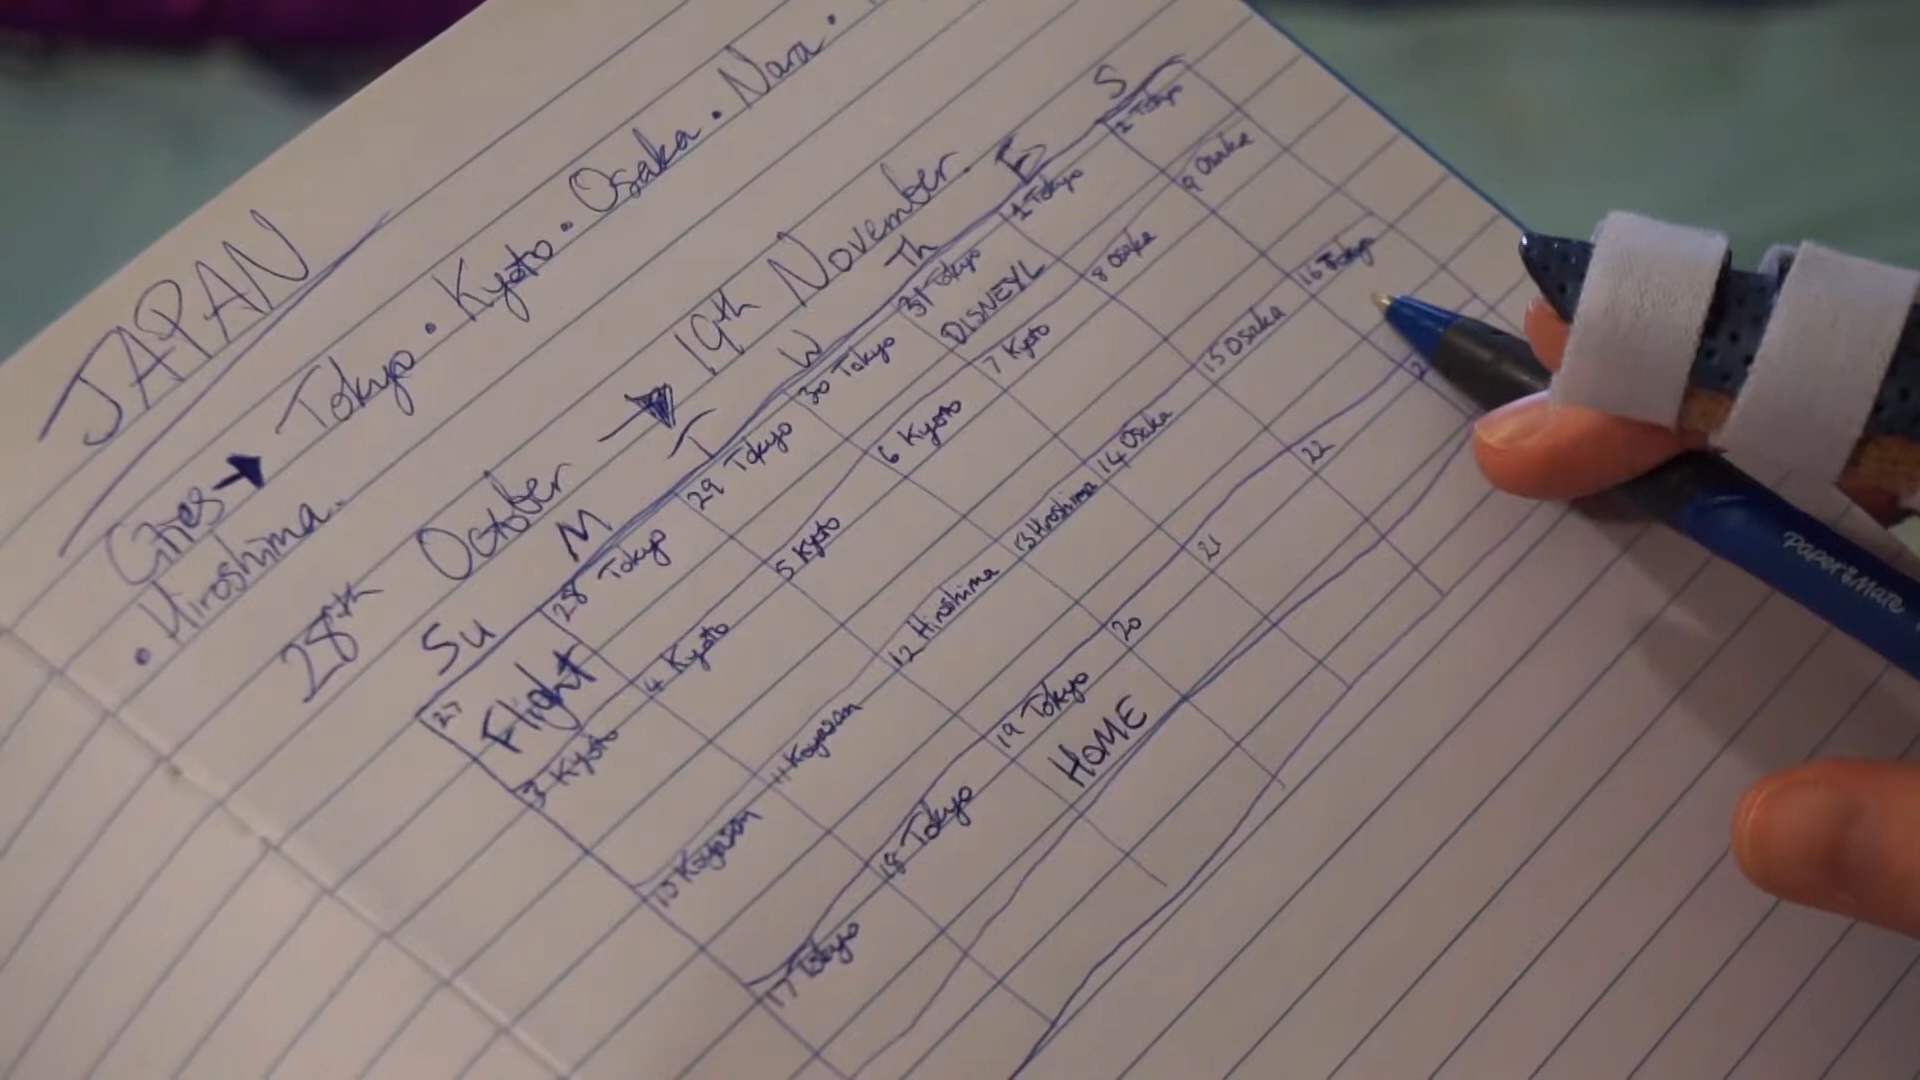 JAPAN
Cities → Tokyo • Kyoto • Osaka • Nara •
• Hiroshima.
28th October → 19th November.
Su M T W Th F S
27 Flight 28 Tokyo 29 Tokyo 30 Tokyo 31 Tokyo DISNEYL 1 Tokyo 2 Tokyo
3 Kyoto 4 Kyoto 5 Kyoto 6 Kyoto 7 Kyoto 8 Osaka 9 Osaka
10 Koyasan 11 Koyasan 12 Hiroshima 13 Hiroshima 14 Osaka 15 Osaka 16 Tokyo
17 Tokyo 18 Tokyo 19 Tokyo HOME 20 21 22 2
Paper Mate